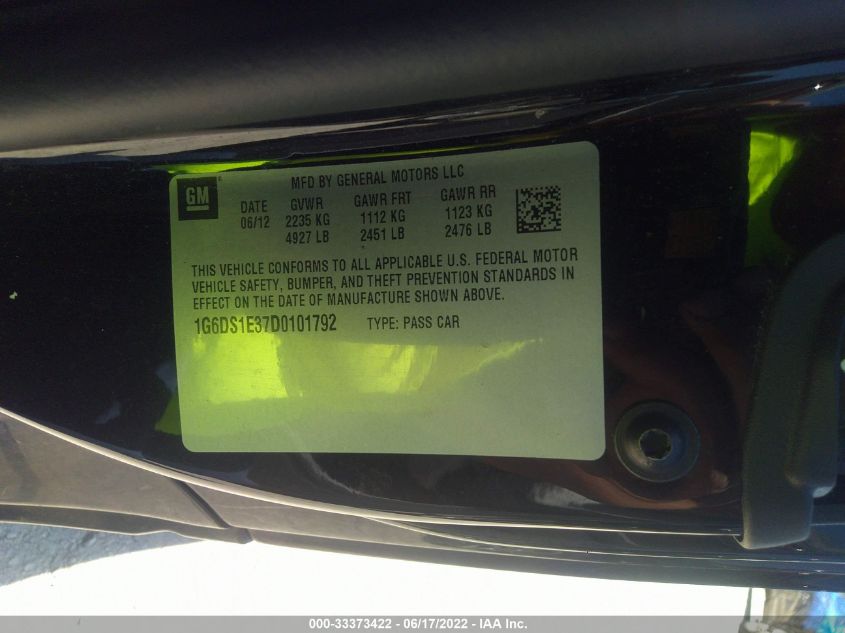 GM
MFD BY GENERAL MOTORS LLC
DATE GVWR GAWR FRT GAWR RR
06/12 2235 KG 1112 KG 1123 KG
4927 LB 2451 LB 2476 LB
THIS VEHICLE CONFORMS TO ALL APPLICABLE U.S. FEDERAL MOTOR
VEHICLE SAFETY, BUMPER, AND THEFT PREVENTION STANDARDS IN
EFFECT ON THE DATE OF MANUFACTURE SHOWN ABOVE.
1G6DS1E37D0101792 TYPE: PASS CAR
000-33373422 - 06/17/2022 - IAA Inc.